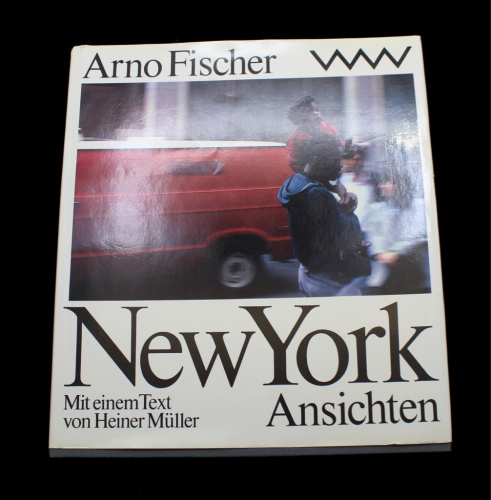 Arno Fischer
New York
Mit einem Text
von Heiner Müller
Ansichten